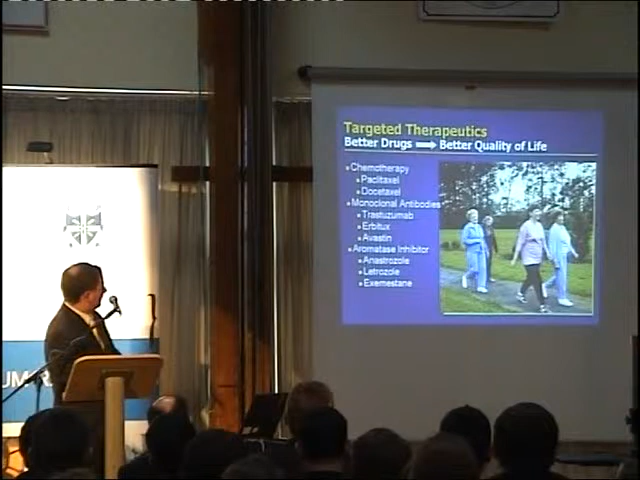 Targeted Therapeutics
Better Drugs Better Quality of Life
Chemotherapy
Paclitaxel
Docetaxel
Monoclonal Antibodies
Trastuzumab
Erbitux
Avastin
Aromatase Inhibitor
Anastrozole
Letrozole
Exemestane